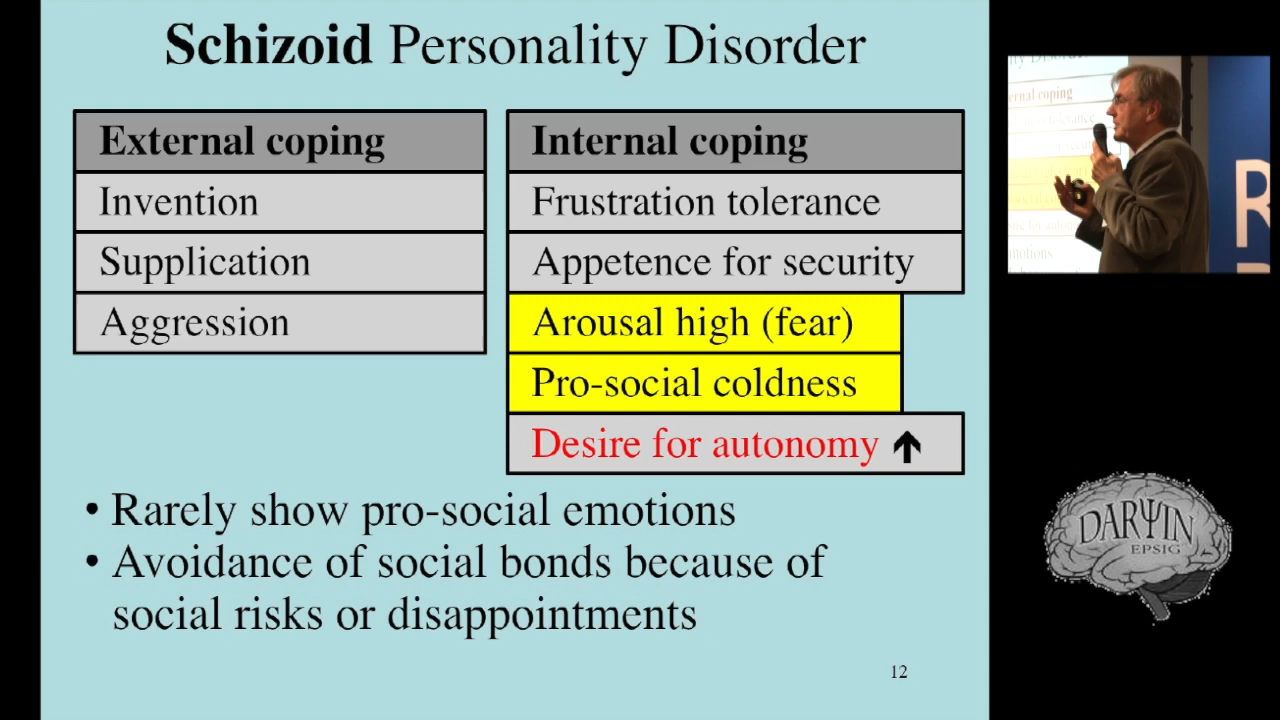 Schizoid Personality Disorder
External coping
Invention
Supplication
Aggression
Internal coping
Frustration tolerance
Appetence for security
Arousal high (fear)
Pro-social coldness
Desire for autonomy ↑
• Rarely show pro-social emotions
• Avoidance of social bonds because of
social risks or disappointments
12
ernal coping
R
DARΨIN
EPSIG